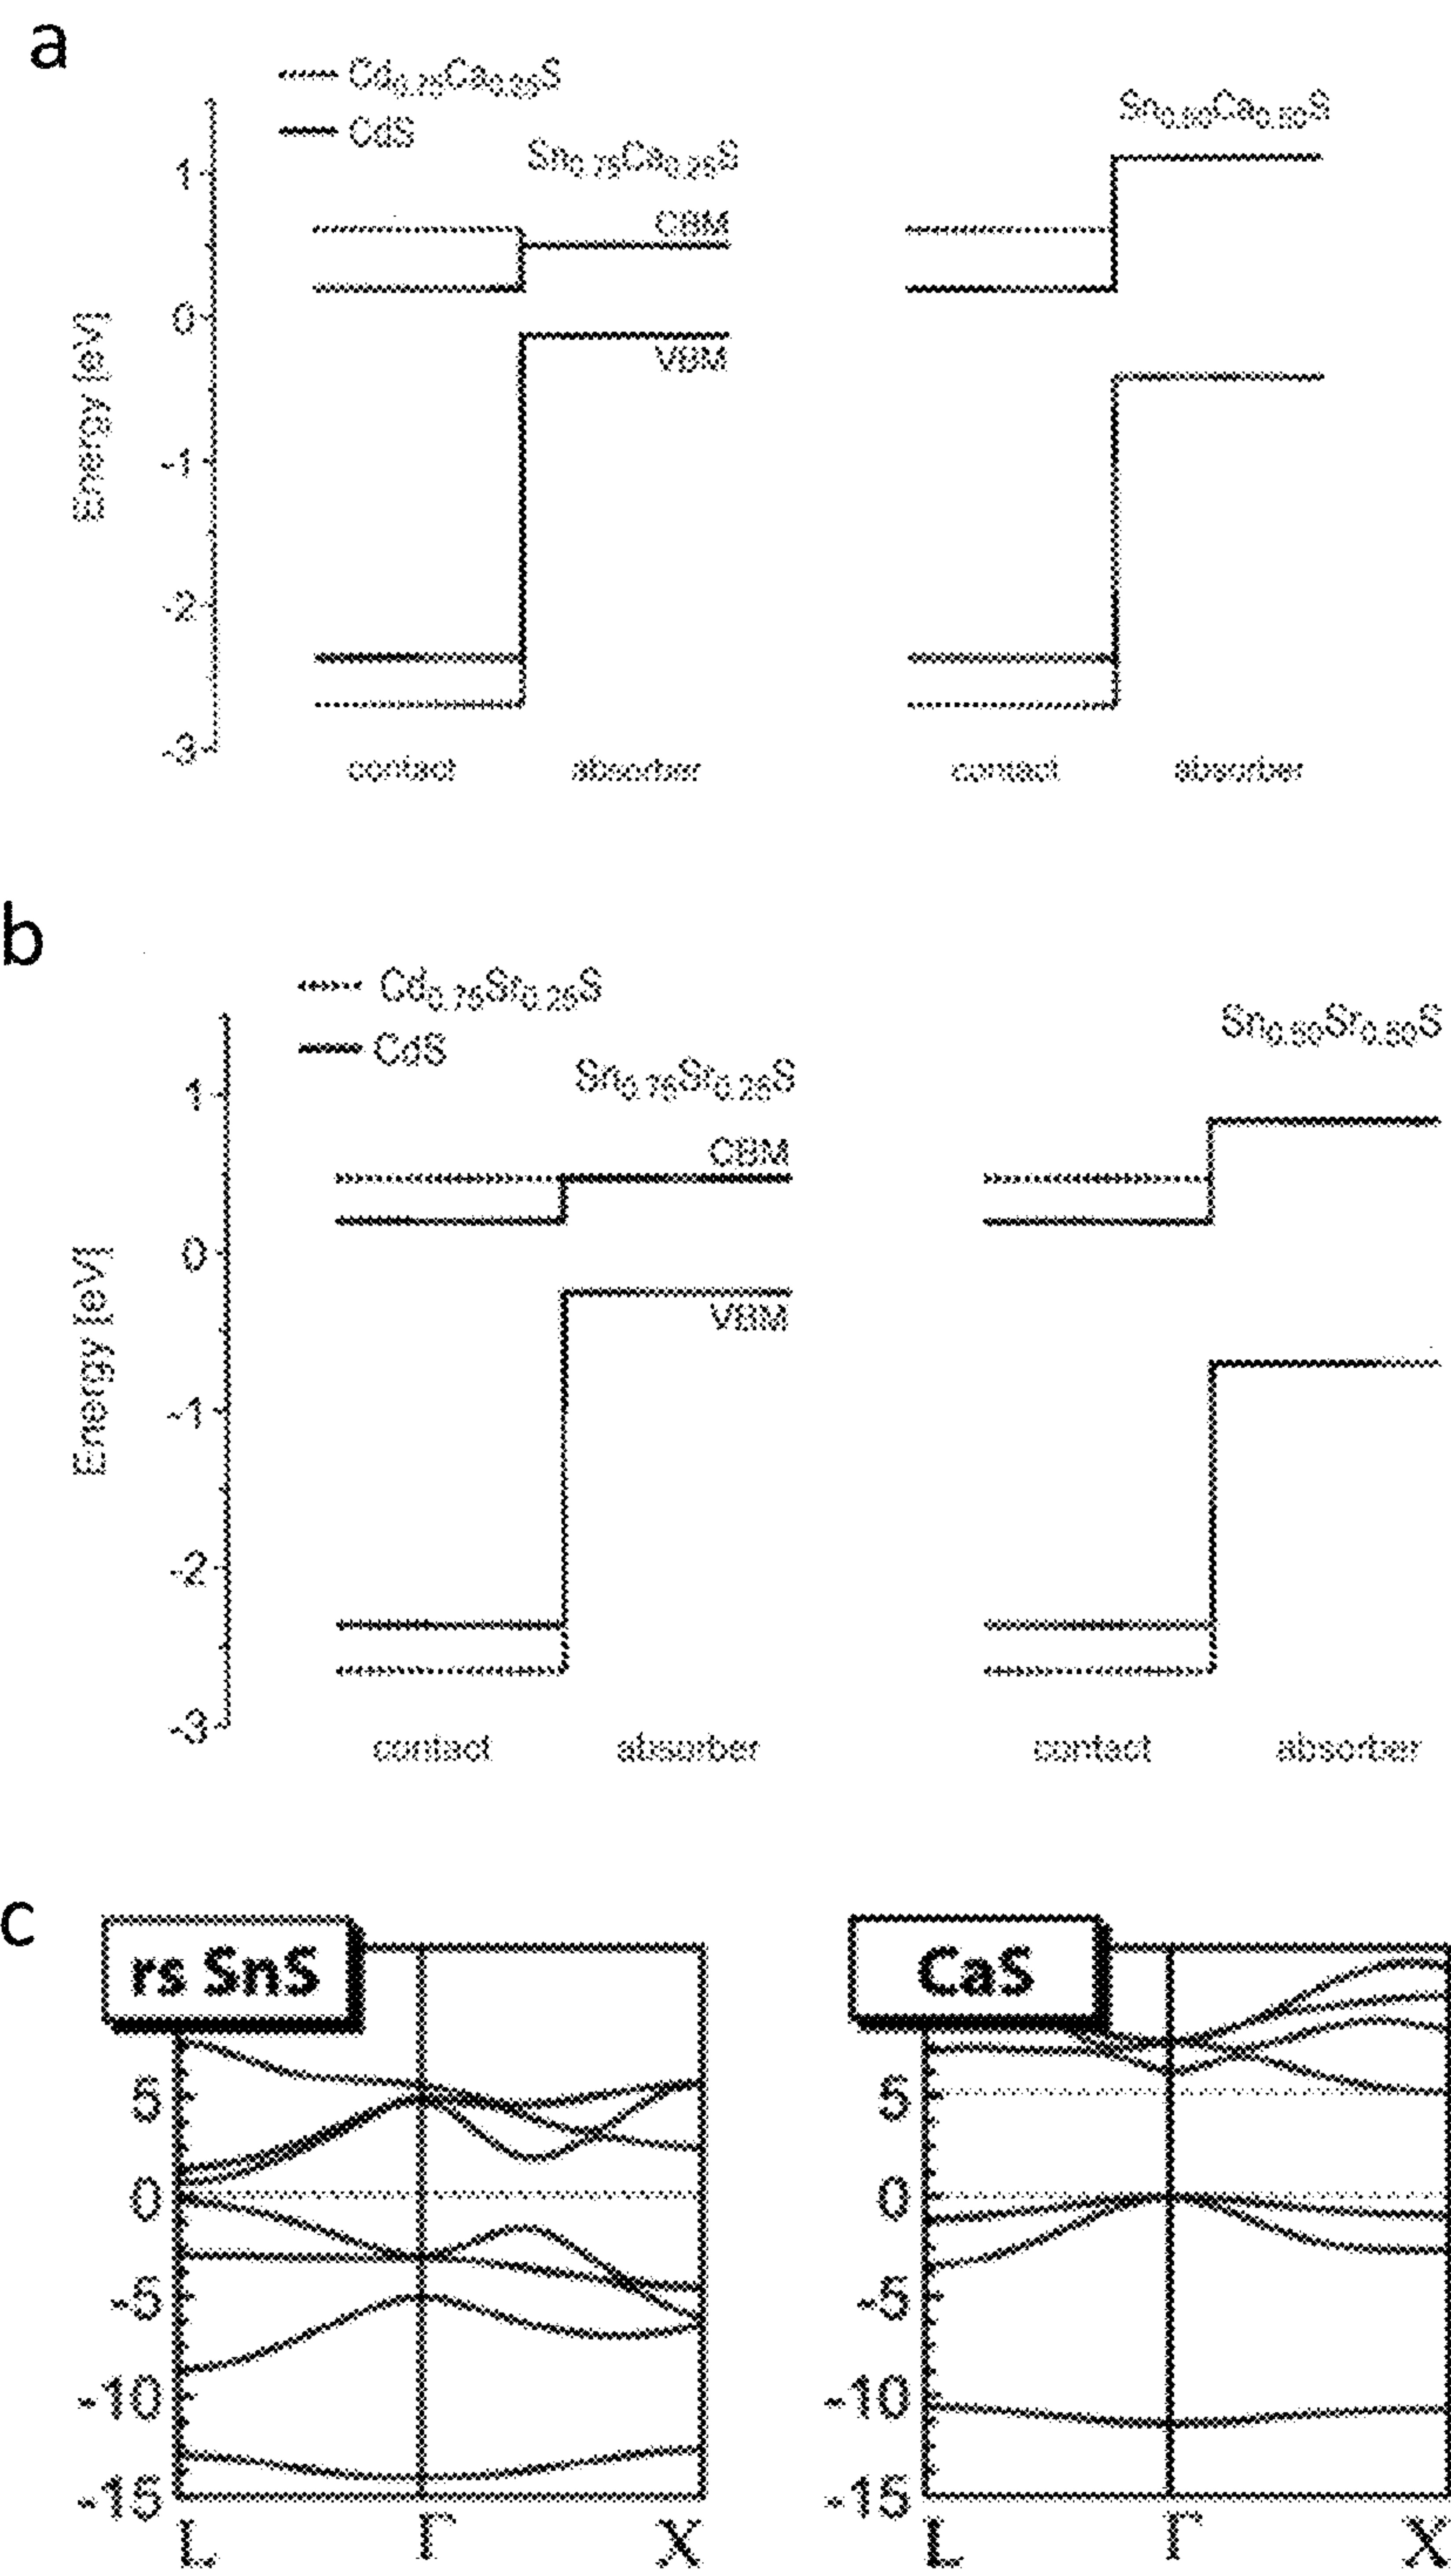 a
Cd0.75Ca0.25S
CdS
Sn0.75Ca0.25S
Sn0.50Ca0.50S
CBM
VBM
1
0
-1
-2
-3
Energy [eV]
contact absorber contact absorber
b
Cd0.75Sr0.25S
CdS
Sn0.75Sr0.25S
Sn0.50Sr0.50S
CBM
VBM
1
0
-1
-2
-3
Energy [eV]
contact absorber contact absorber
c
rs SnS
5
0
-5
-10
-15
L Γ X
CaS
5
0
-5
-10
-15
L Γ X